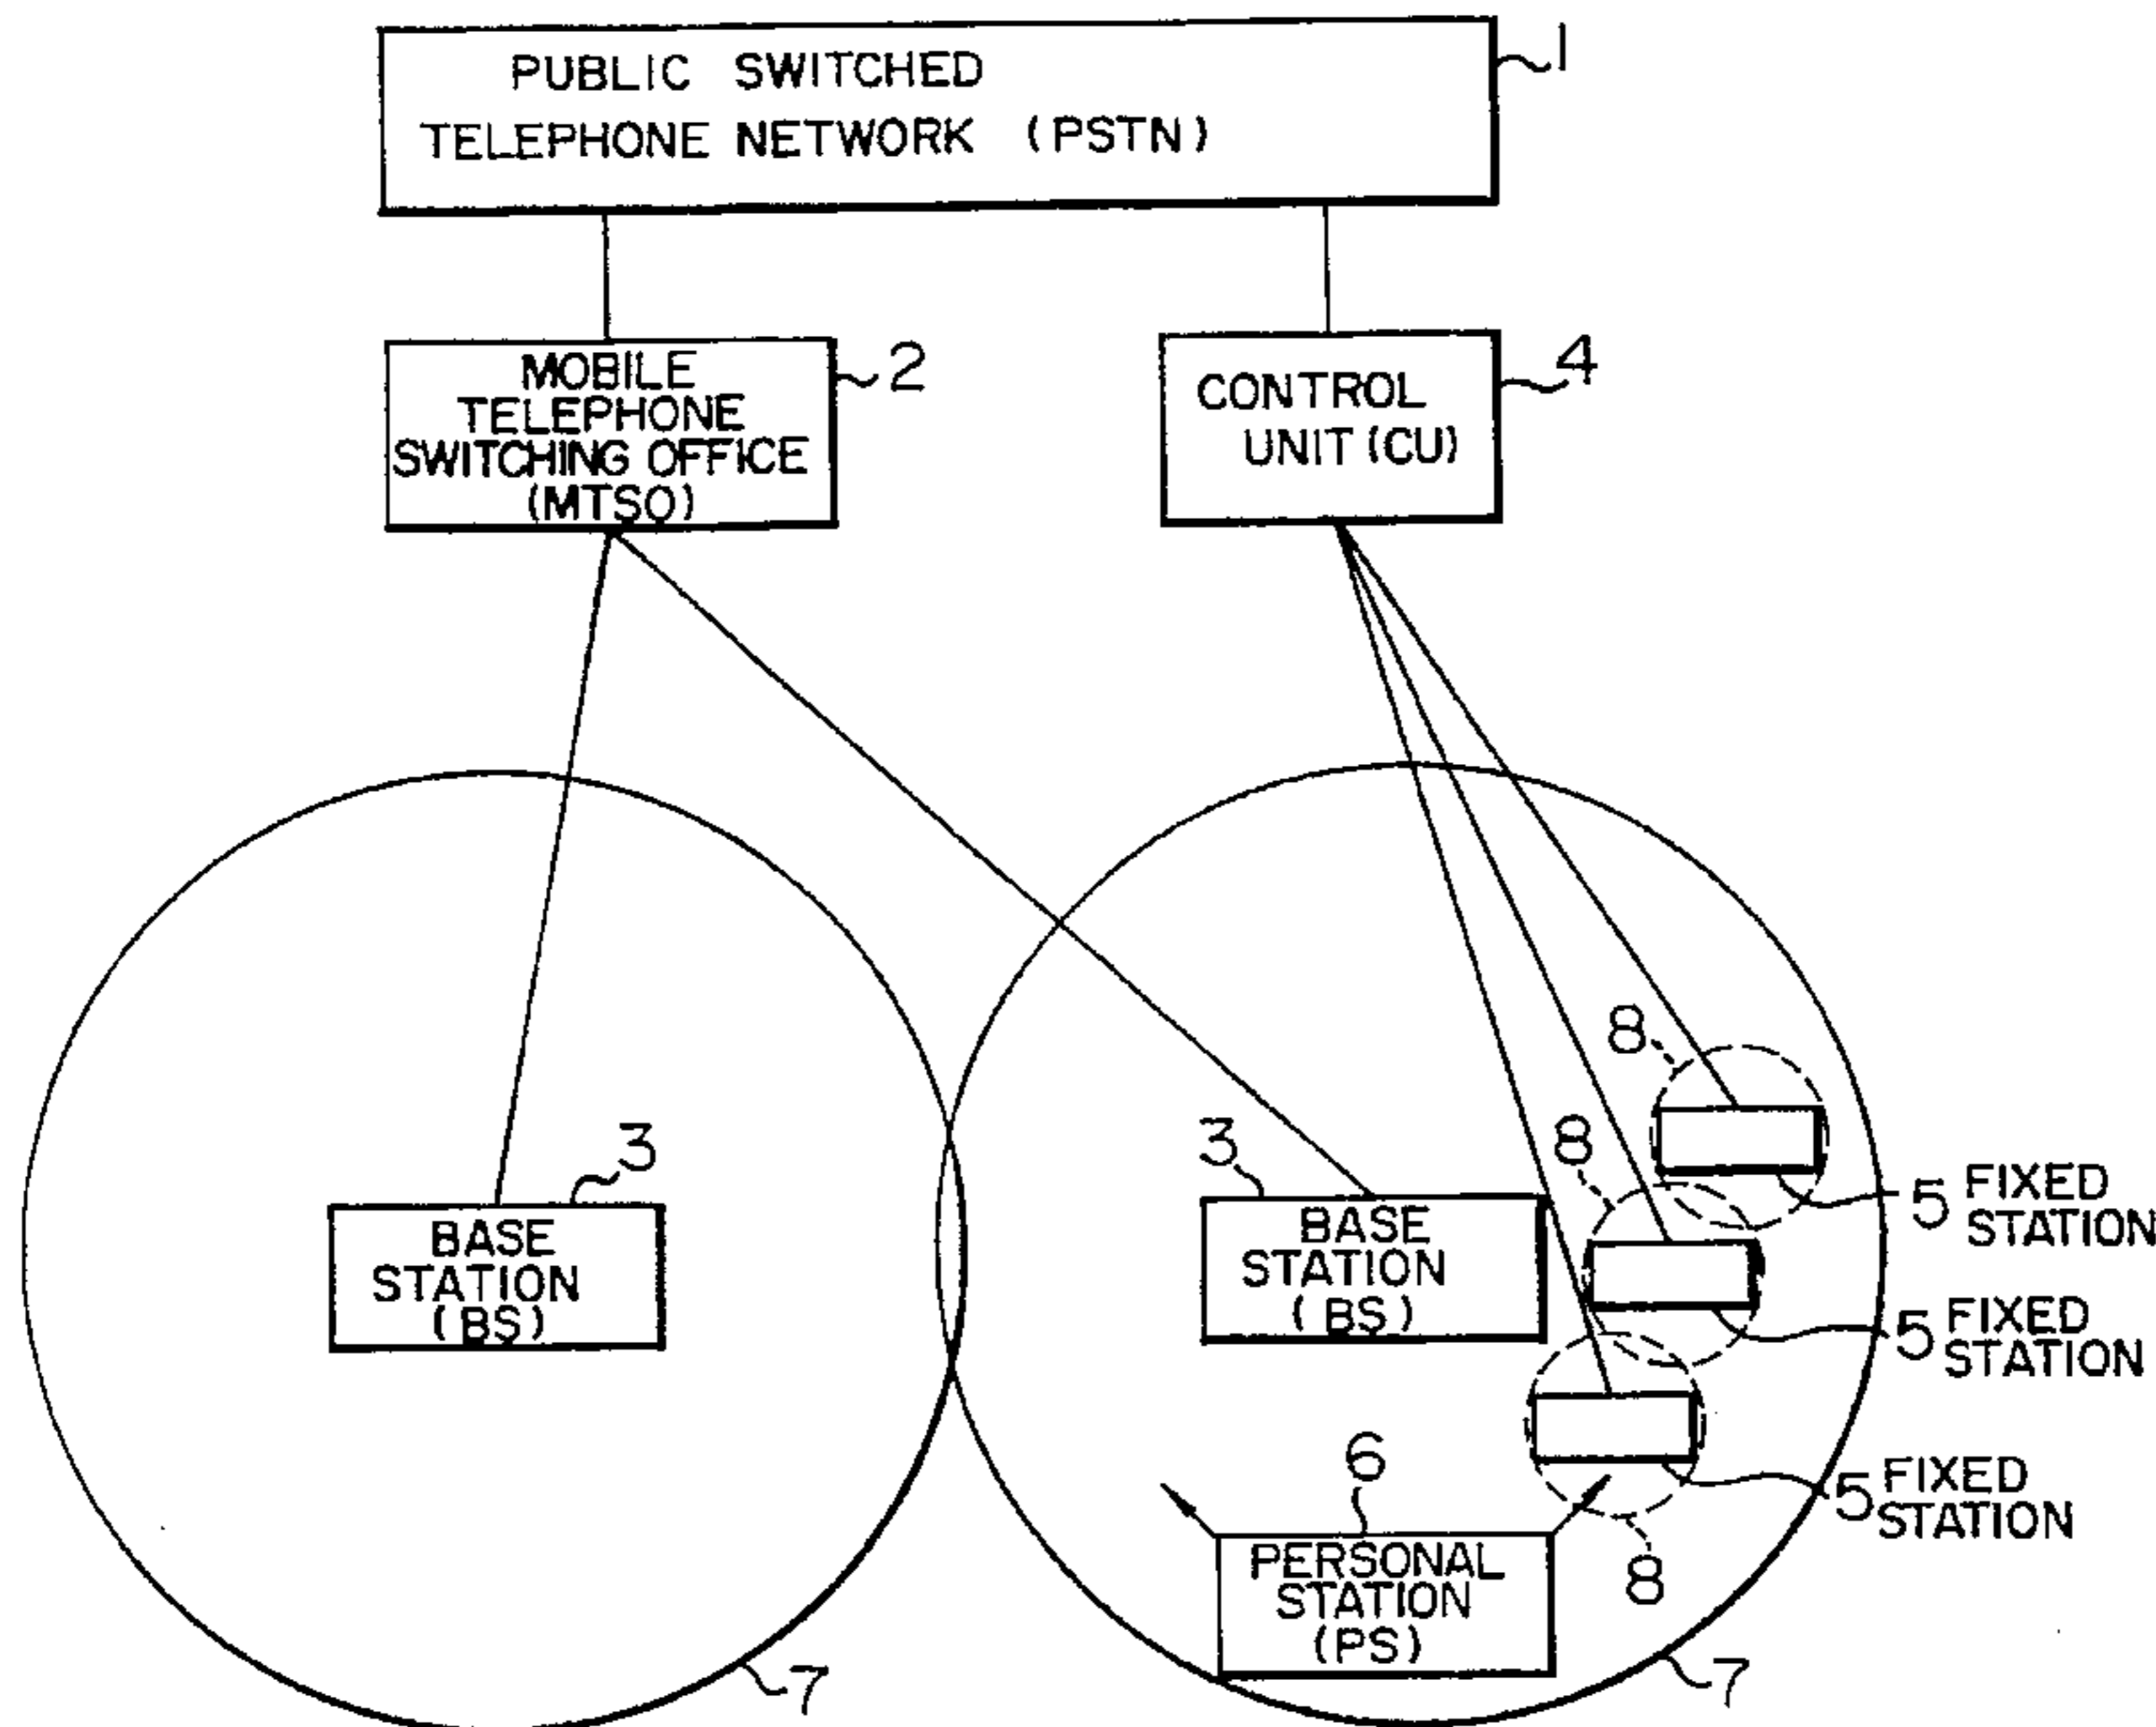 PUBLIC SWITCHED
TELEPHONE NETWORK (PSTN)
1
MOBILE
TELEPHONE
SWITCHING OFFICE
(MTSO)
2
CONTROL
UNIT (CU)
4
8
8
3
BASE
STATION
(BS)
3
BASE
STATION
(BS)
5 FIXED
STATION
5 FIXED
STATION
5 FIXED
STATION
6
PERSONAL
STATION
(PS)
8
7
7